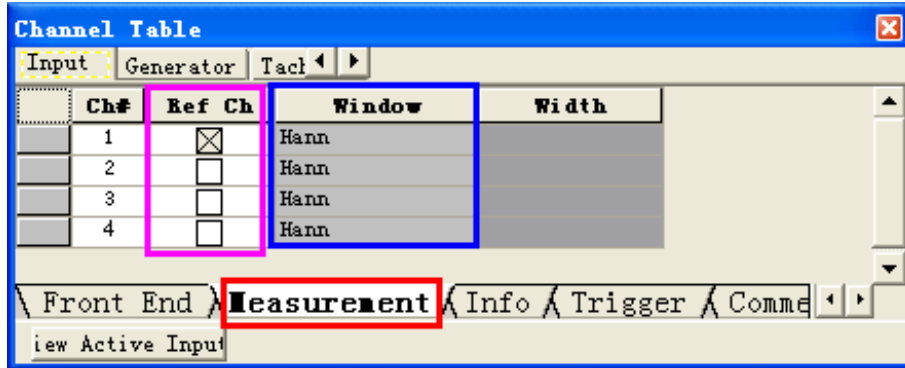 Channel Table
Input Generator Tach
Ch# Ref Ch Window Width
1 Hann
2 Hann
3 Hann
4 Hann
Front End Measurement Info Trigger Comme
iew Active Input